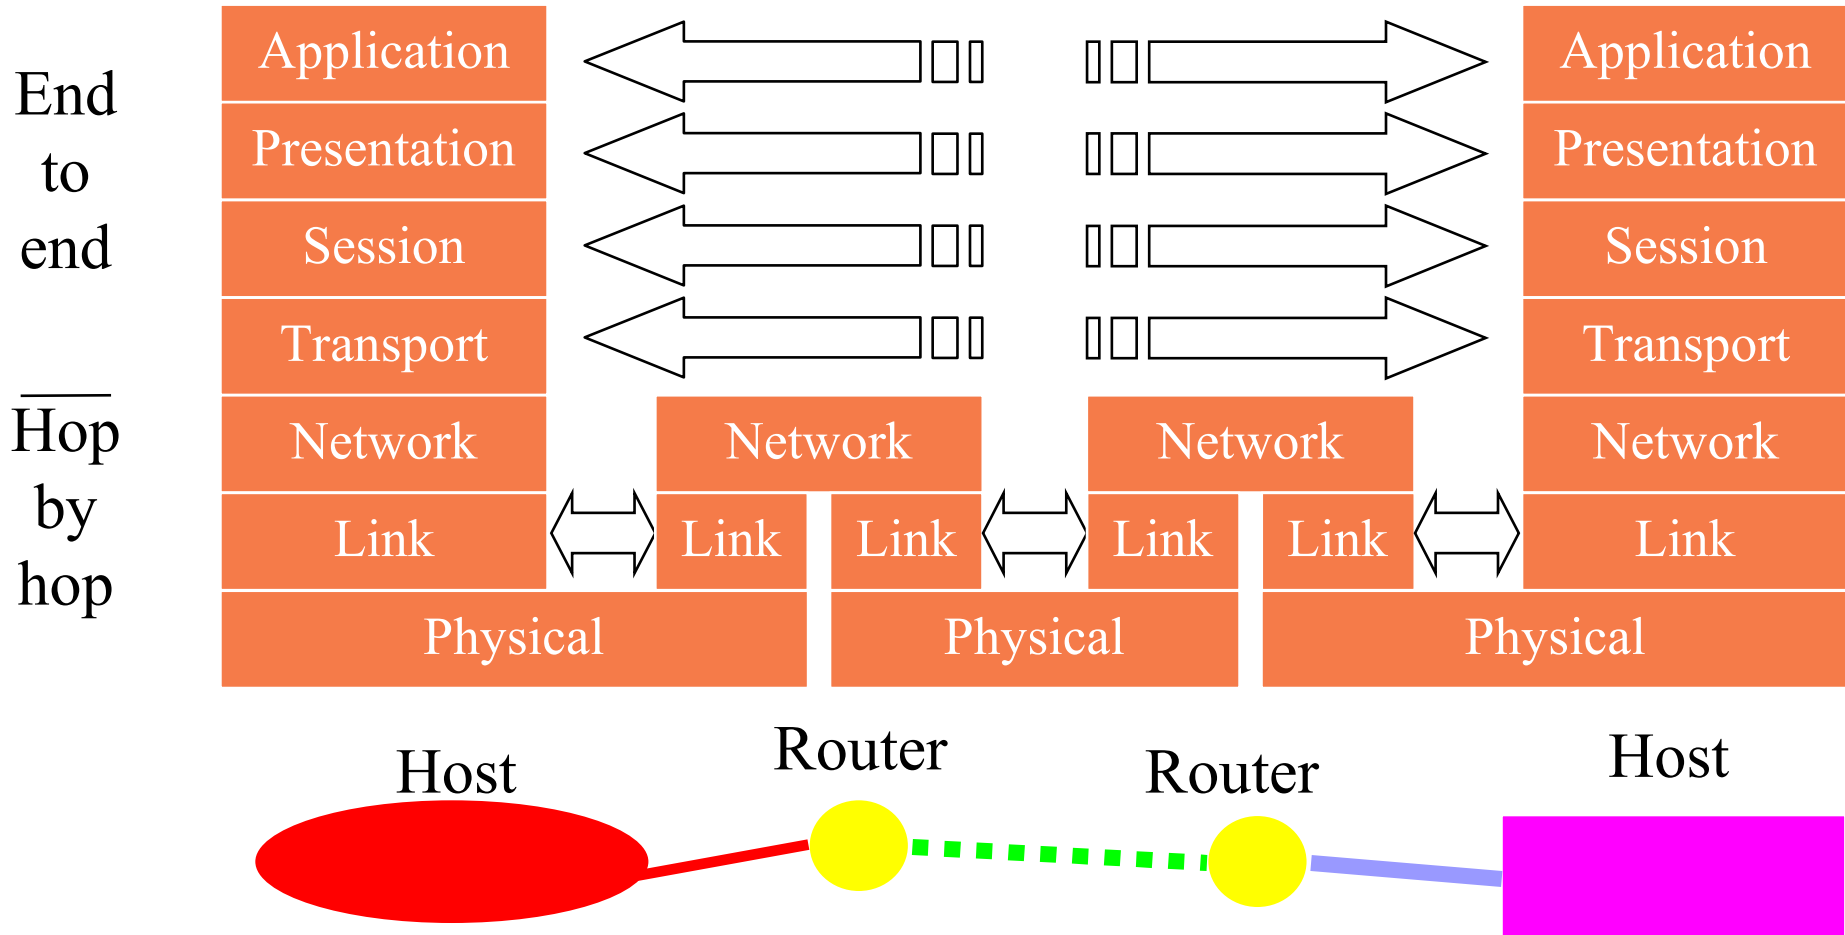 End
to
end
Hop
by
hop
Application
Application
Presentation
Presentation
Session
Session
Transport
Transport
Network
Network
Network
Network
Link
Link
Link
Link
Link
Link
Physical
Physical
Physical
Host
Router
Router
Host